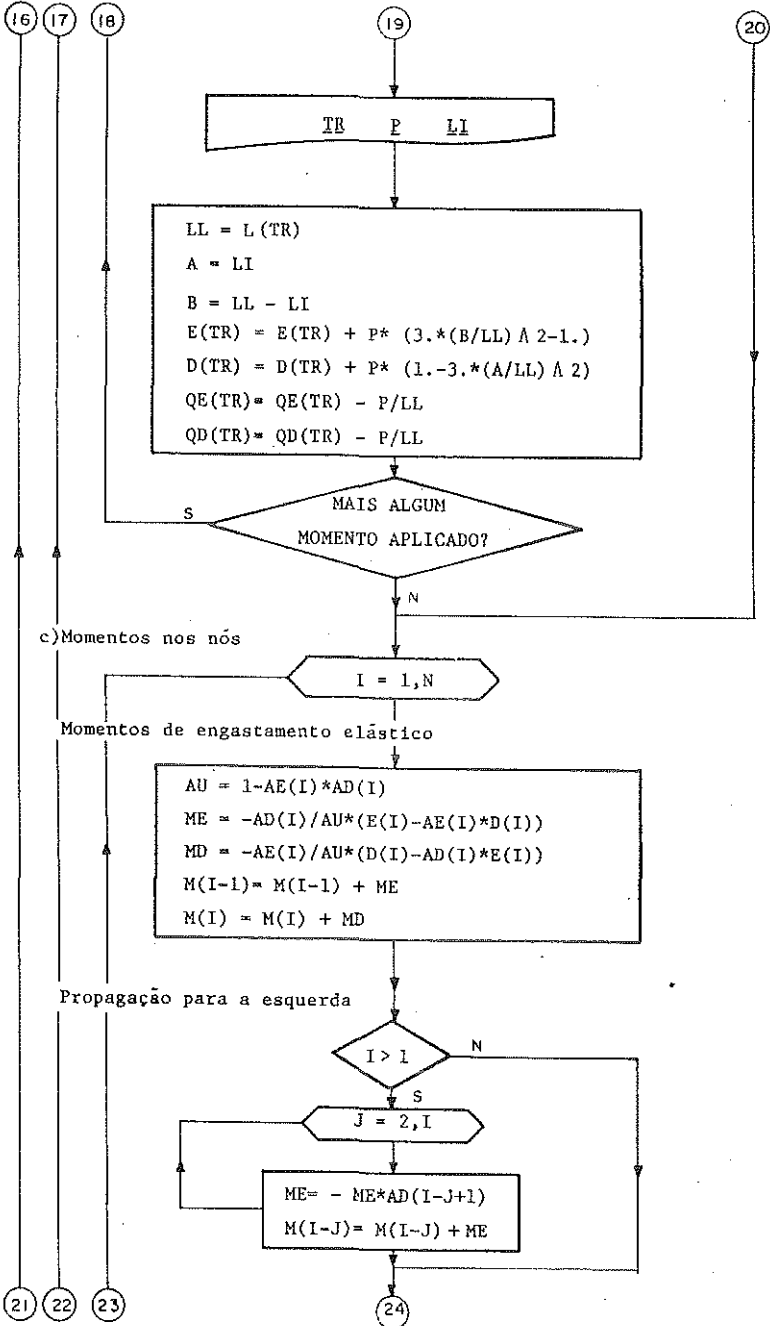 16 17 18 19 20
TR P LI
LL = L(TR)
A = LI
B = LL - LI
E(TR) = E(TR) + P* (3.*(B/LL) Λ 2-1.)
D(TR) = D(TR) + P* (1.-3.*(A/LL) Λ 2)
QE(TR)= QE(TR) - P/LL
QD(TR)= QD(TR) - P/LL
S
MAIS ALGUM
MOMENTO APLICADO?
N
c)Momentos nos nós
I = 1,N
Momentos de engastamento elástico
AU = 1-AE(I)*AD(I)
ME = -AD(I)/AU*(E(I)-AE(I)*D(I))
MD = -AE(I)/AU*(D(I)-AD(I)*E(I))
M(I-1)= M(I-1) + ME
M(I) = M(I) + MD
Propagação para a esquerda
I > 1
N
S
J = 2,I
ME= - ME*AD(I-J+1)
M(I-J)= M(I-J) + ME
21 22 23 24